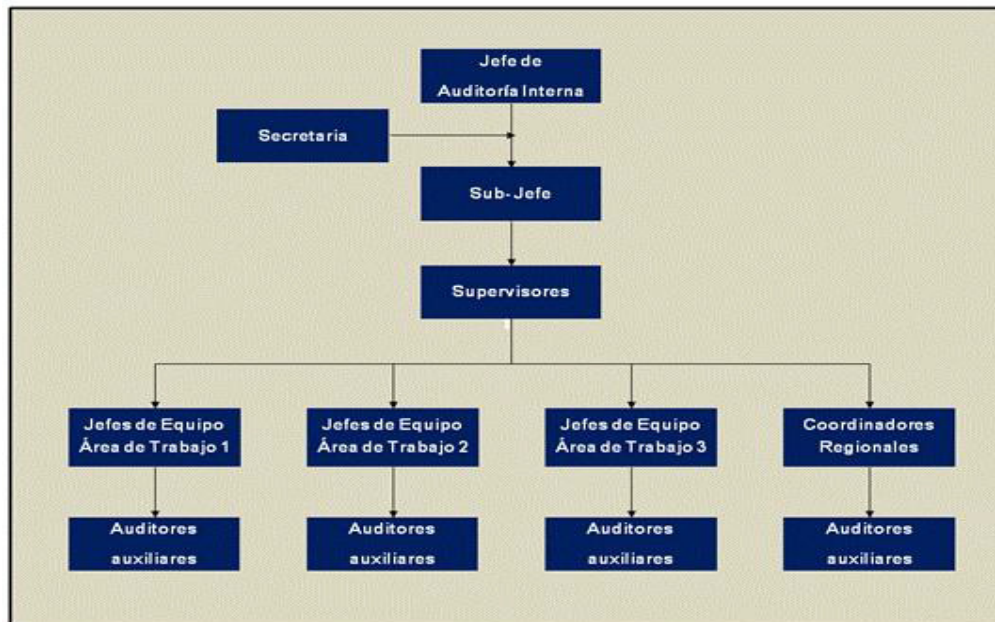 Jefe de
Auditoría Interna
Secretaria
Sub-Jefe
Supervisores
Jefes de Equipo
Área de Trabajo 1
Jefes de Equipo
Área de Trabajo 2
Jefes de Equipo
Área de Trabajo 3
Coordinadores
Regionales
Auditores
auxiliares
Auditores
auxiliares
Auditores
auxiliares
Auditores
auxiliares